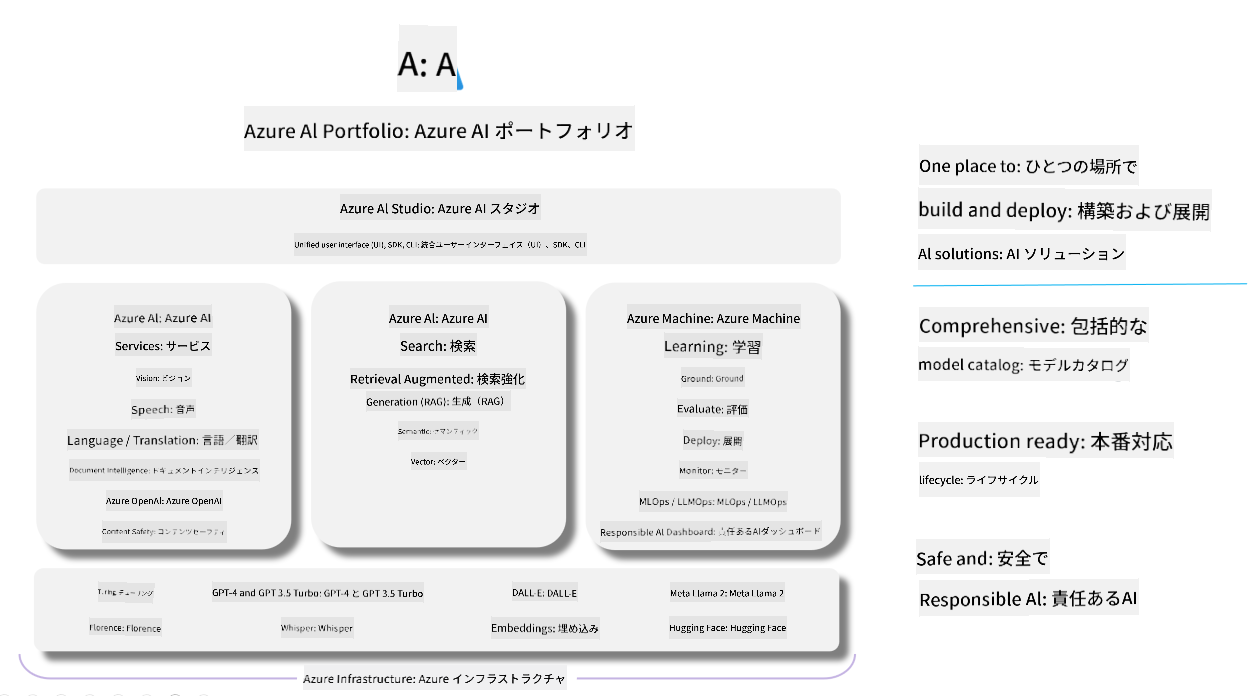 A: A
Azure Al Portfolio: Azure AI ポートフォリオ
Azure Al Studio: Azure AI スタジオ
Unified user interface (UI), SDK, CLI: 統合ユーザーインターフェイス（UI）、SDK、CLI
Azure Al: Azure AI
Services: サービス
Vision: ビジョン
Speech: 音声
Language / Translation: 言語／翻訳
Document Intelligence: ドキュメントインテリジェンス
Azure OpenAl: Azure OpenAI
Content Safety: コンテンツセーフティ
Azure Al: Azure AI
Search: 検索
Retrieval Augmented: 検索強化
Generation (RAG): 生成（RAG）
Semantic: セマンティック
Vector: ベクター
Azure Machine: Azure Machine
Learning: 学習
Ground: Ground
Evaluate: 評価
Deploy: 展開
Monitor: モニター
MLOps / LLMOps: MLOps / LLMOps
Responsible Al Dashboard: 責任あるAIダッシュボード
Turing: チューリング
GPT-4 and GPT 3.5 Turbo: GPT-4 と GPT 3.5 Turbo
DALL-E: DALL-E
Meta Llama 2: Meta Llama 2
Florence: Florence
Whisper: Whisper
Embeddings: 埋め込み
Hugging Face: Hugging Face
Azure Infrastructure: Azure インフラストラクチャ
One place to: ひとつの場所で
build and deploy: 構築および展開
Al solutions: AI ソリューション
Comprehensive: 包括的な
model catalog: モデルカタログ
Production ready: 本番対応
lifecycle: ライフサイクル
Safe and: 安全で
Responsible Al: 責任あるAI